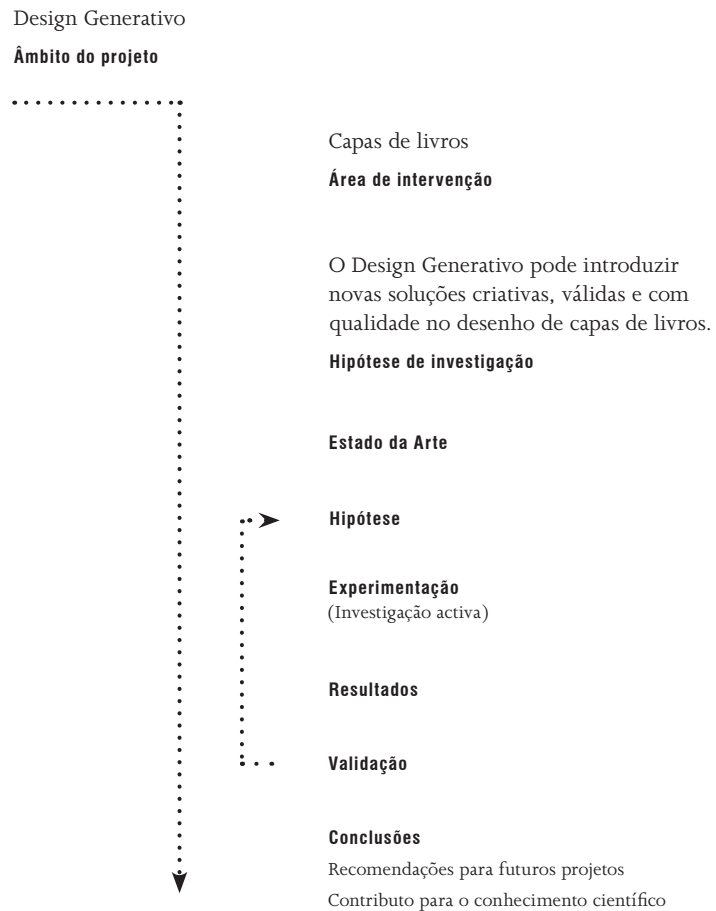 Design Generativo
Âmbito do projeto
Capas de livros
Área de intervenção
O Design Generativo pode introduzir
novas soluções criativas, válidas e com
qualidade no desenho de capas de livros.
Hipótese de investigação
Estado da Arte
Hipótese
Experimentação
(Investigação activa)
Resultados
Validação
Conclusões
Recomendações para futuros projetos
Contributo para o conhecimento científico